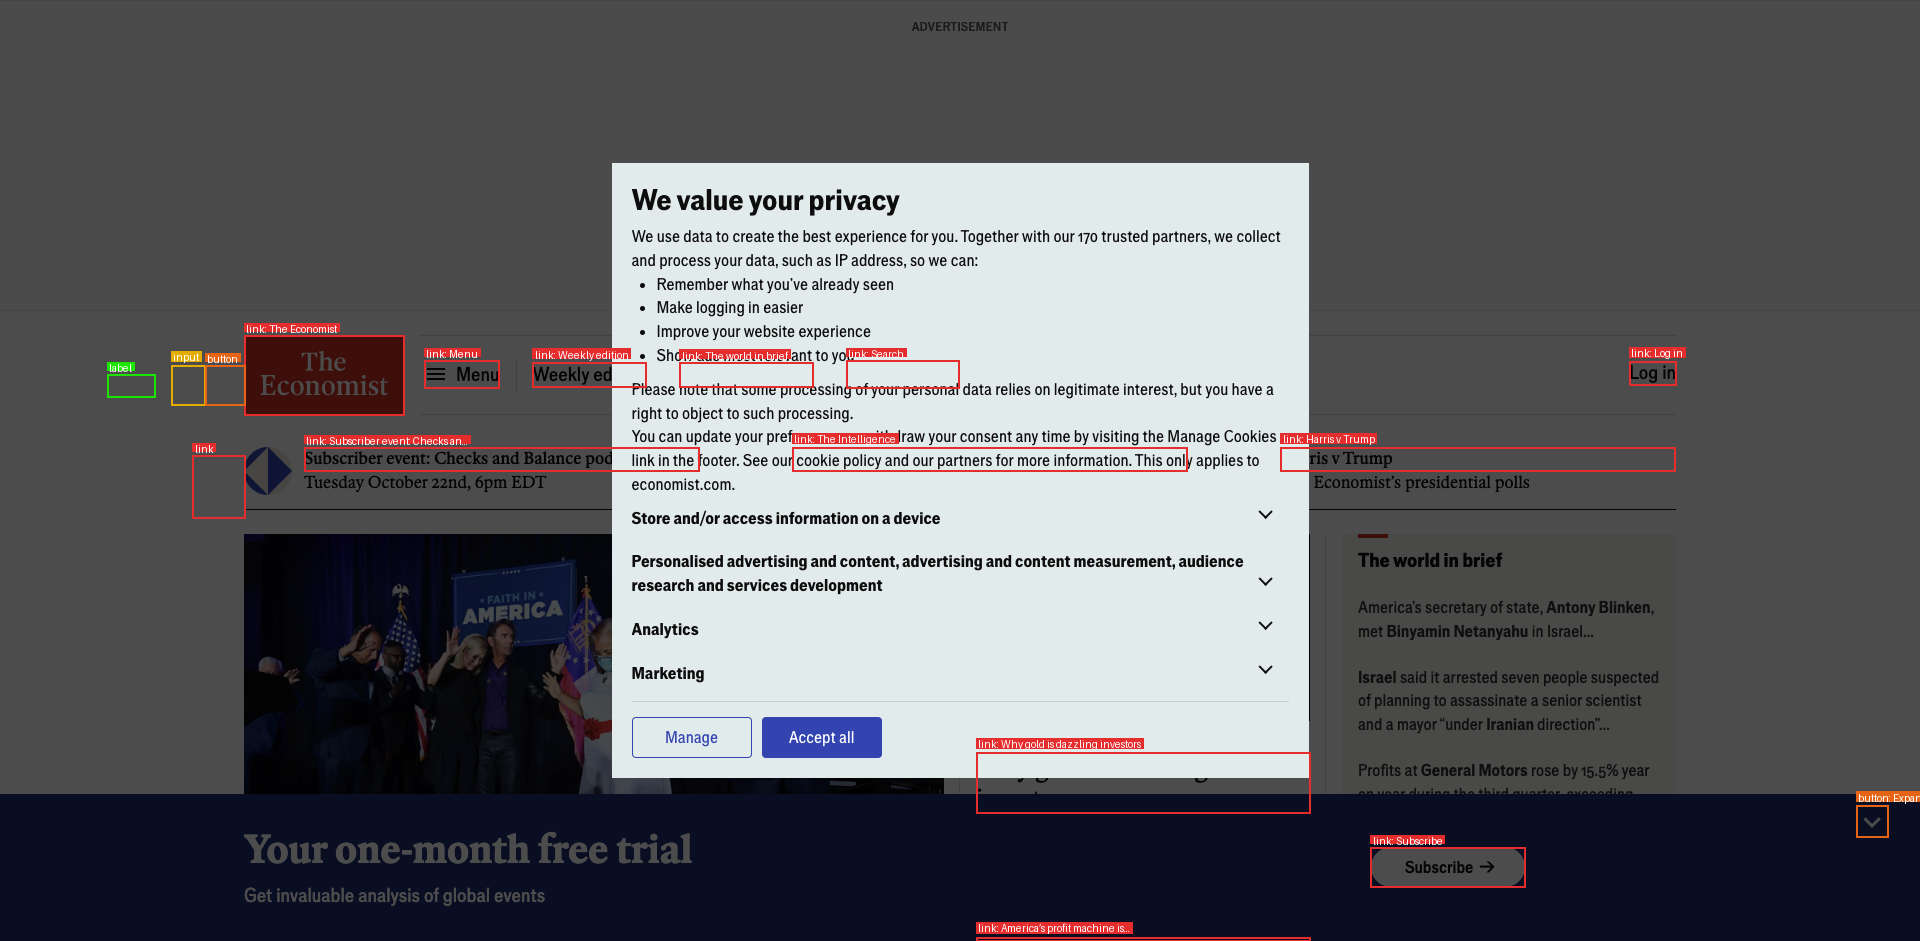 ADVERTISEMENT
We value your privacy
We use data to create the best experience for you. Together with our 170 trusted partners, we collect
and process your data, such as IP address, so we can:
Remember what you've already seen
Make logging in easier
Improve your website experience
link: The Economist
The
Economist
label
input
button
link: Menu
Menu
link: Weekly edition
Weekly ed
link: The world in brief
ant to yo
link: Search
link: Log in
Log in
Please note that some processing of your personal data relies on legitimate interest, but you have a
right to object to such processing.
You can update your pref
link: The Intelligence
draw your consent any time by visiting the Manage Cookies
link in the footer. See our cookie policy and our partners for more information. This only applies to
economist.com.
link
link: Subscriber event: Checks an...
Subscriber event: Checks and Balance pod
Tuesday October 22nd, 6pm EDT
link: Harris v Trump
ris v Trump
Economist's presidential polls
Store and/or access information on a device
Personalised advertising and content, advertising and content measurement, audience
research and services development
Analytics
Marketing
Manage
Accept all
FAITH IN
AMERICA
The world in brief
America's secretary of state, Antony Blinken,
met Binyamin Netanyahu in Israel...
Israel said it arrested seven people suspected
of planning to assassinate a senior scientist
and a mayor “under Iranian direction”...
Profits at General Motors rose by 15.5% year
on year during the third quarter, exceeding
link: Why gold is dazzling investors
button: Expan
Your one-month free trial
Get invaluable analysis of global events
link: Subscribe
Subscribe →
link: America's profit machine is...